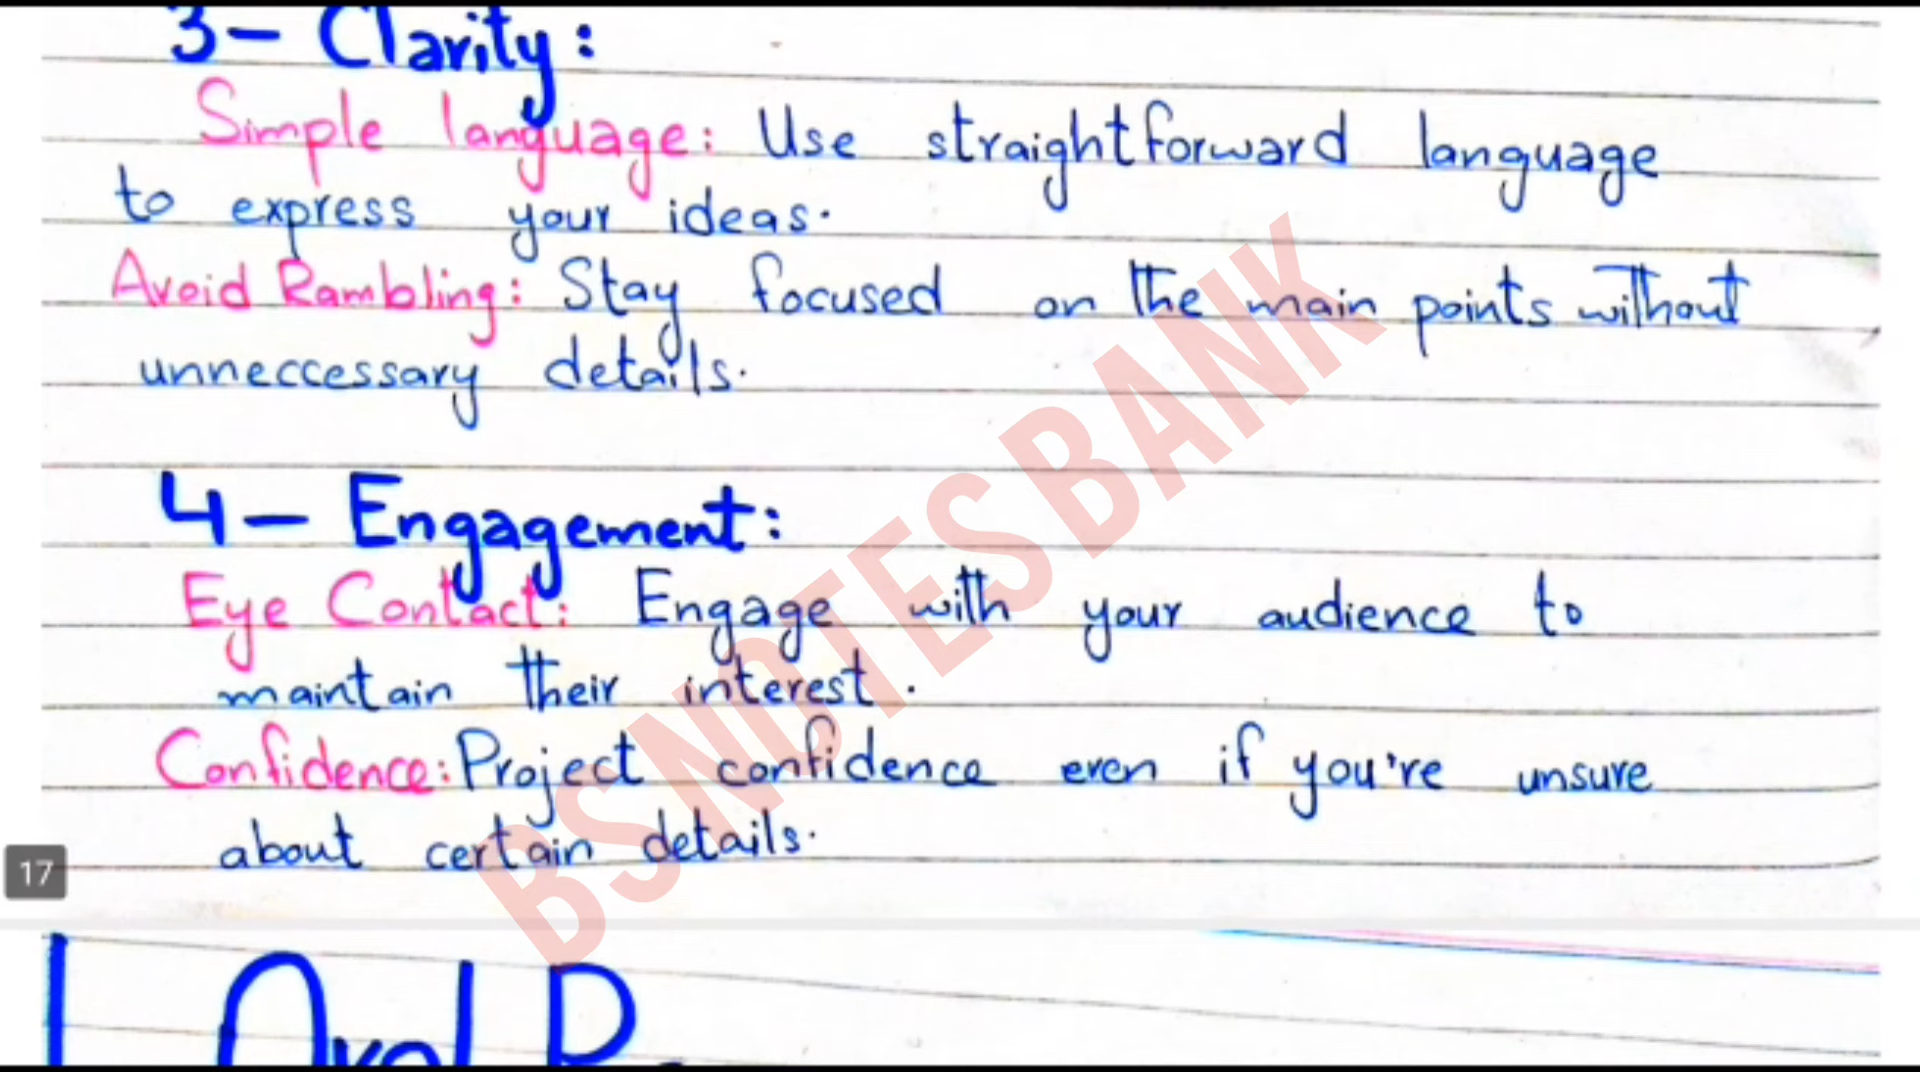 3- Clarity:
Simple language: Use straightforward language
to express your ideas.
Avoid Rambling: Stay focused on the main points without
unneccessary details.
4- Engagement:
Eye Contact: Engage with your audience to
maintain their interest.
Confidence: Project confidence even if you're unsure
about certain details.
17
BSNOTESBANK
Oral